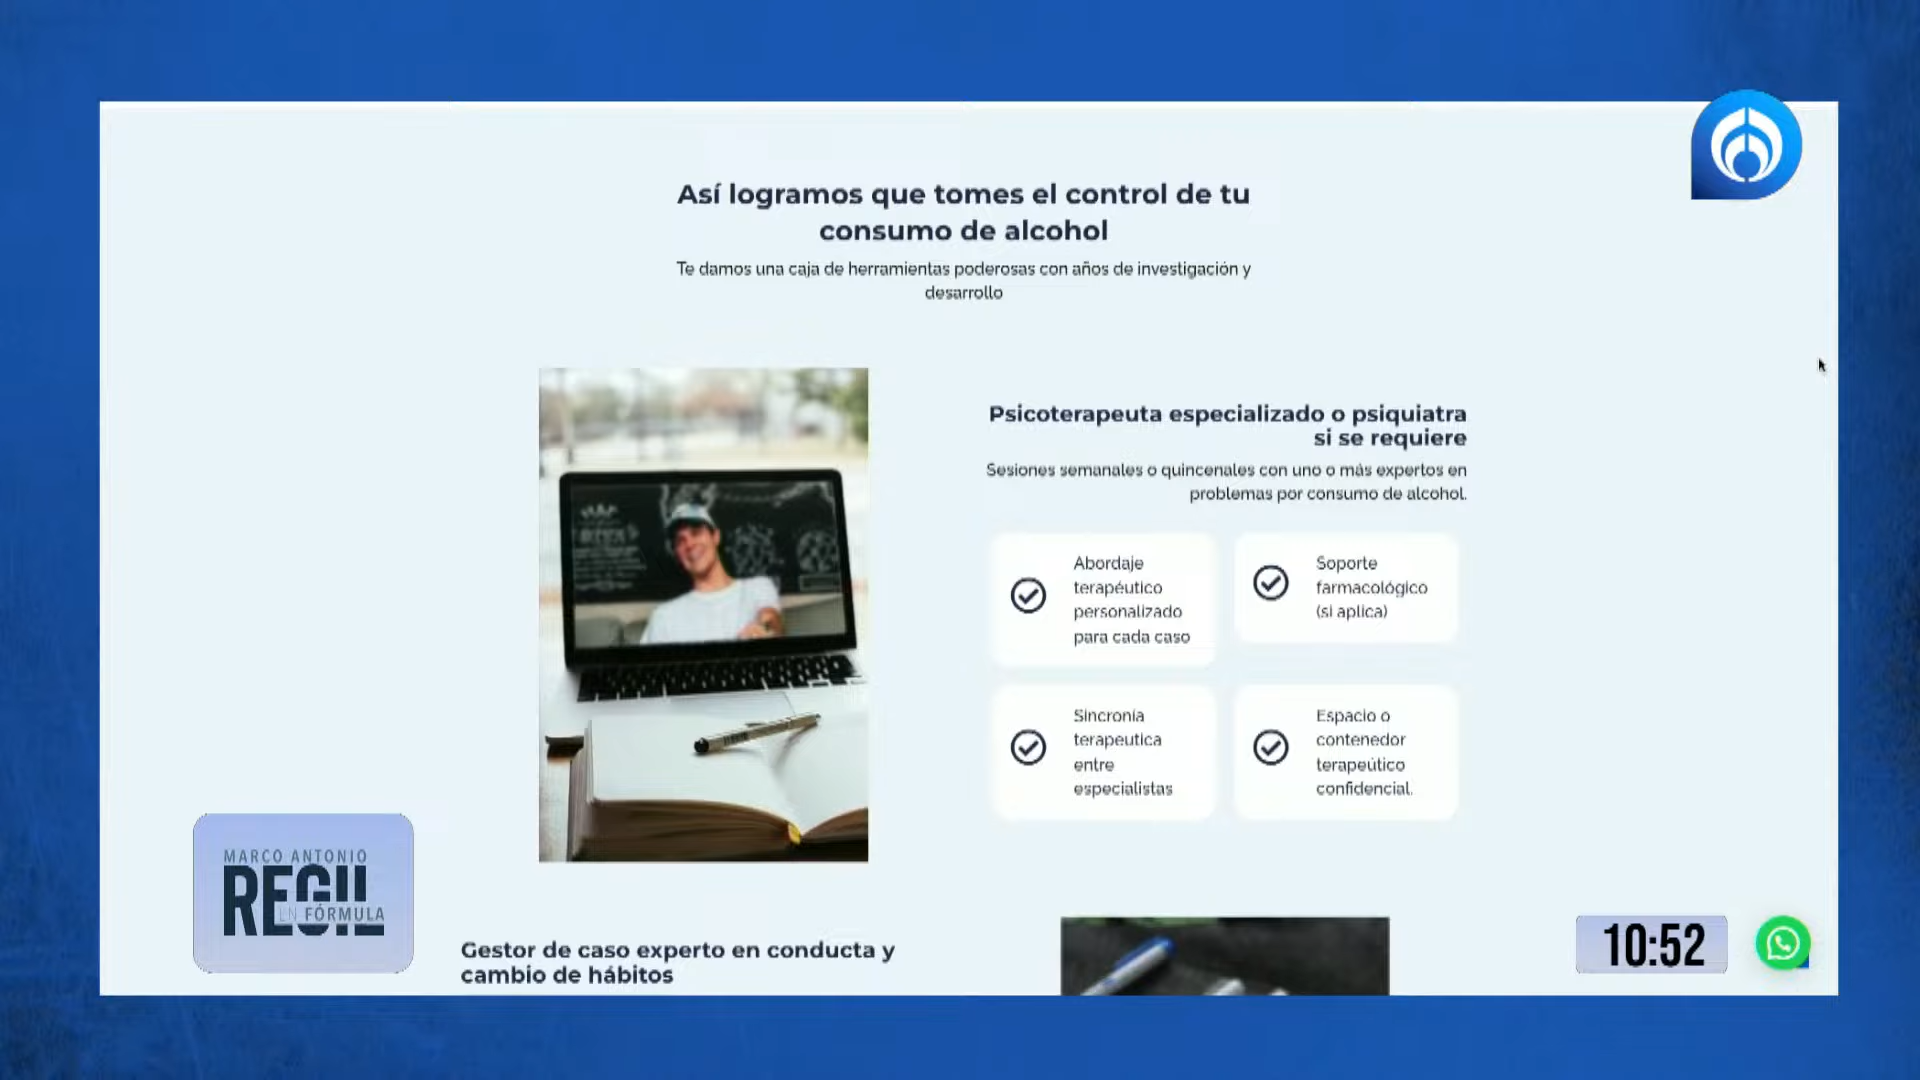 Así logramos que tomes el control de tu
consumo de alcohol
Te damos una caja de herramientas poderosas con años de investigación y
desarrollo
Psicoterapeuta especializado o psiquiatra
si se requiere
Sesiones semanales o quincenales con uno o más expertos en
problemas por consumo de alcohol.
Abordaje
terapéutico
personalizado
para cada caso
Soporte
farmacológico
(si aplica)
Sincronía
terapeutica
entre
especialistas
Espacio o
contenedor
terapeútico
confidencial.
Gestor de caso experto en conducta y
cambio de hábitos
MARCO ANTONIO
REGIL
EN FÓRMULA
10:52